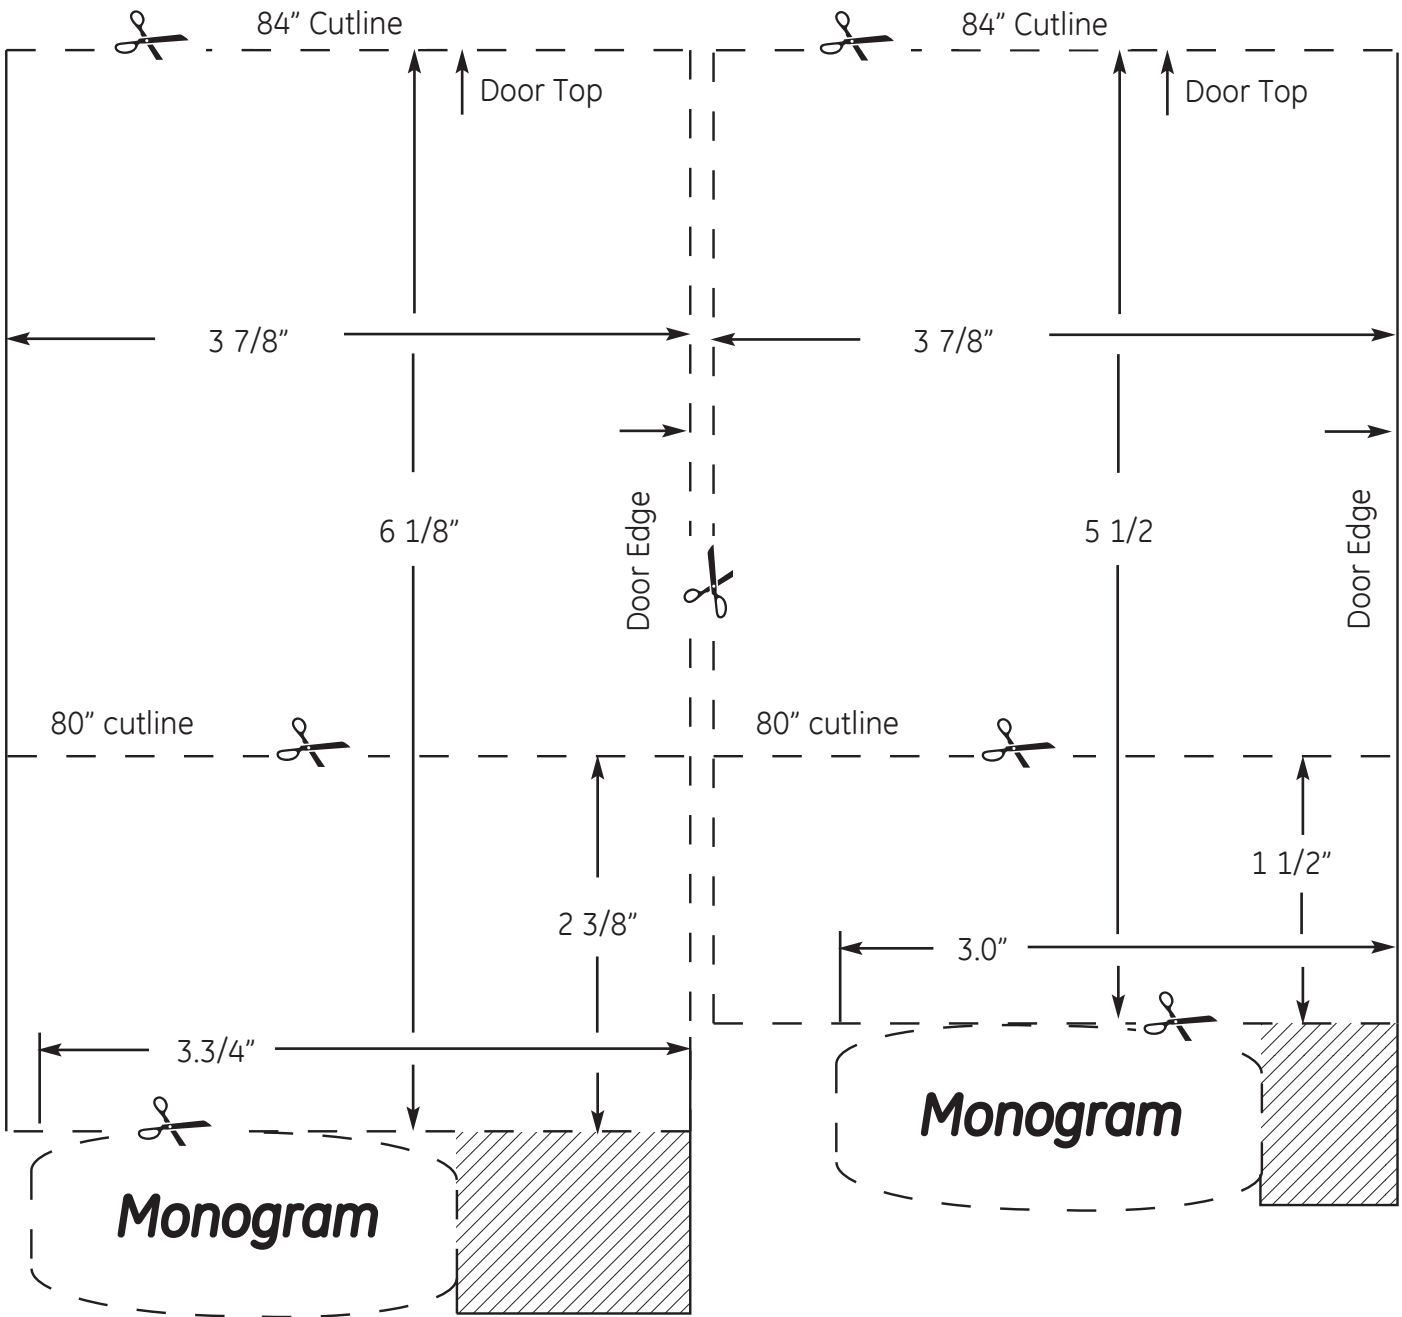 84” Cutline
Door Top
3 7/8”
6 1/8”
Door Edge
80” cutline
2 3/8”
3.3/4”
Monogram
84” Cutline
Door Top
3 7/8”
5 1/2
Door Edge
80” cutline
1 1/2”
3.0”
Monogram